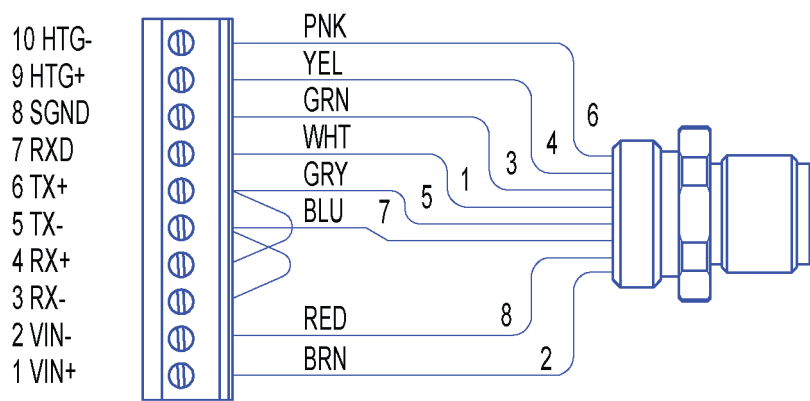 10 HTG- PNK
9 HTG+ YEL
8 SGND GRN 6
7 RXD WHT 4
6 TX+ GRY 3
5 TX- BLU 1
4 RX+ 5
3 RX- 7
2 VIN- RED 8
1 VIN+ BRN 2